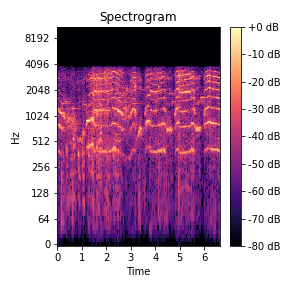 Spectrogram
8192
4096
2048
1024
512
256
128
64
0
Hz
0 1 2 3 4 5 6
Time
+0 dB
-10 dB
-20 dB
-30 dB
-40 dB
-50 dB
-60 dB
-70 dB
-80 dB